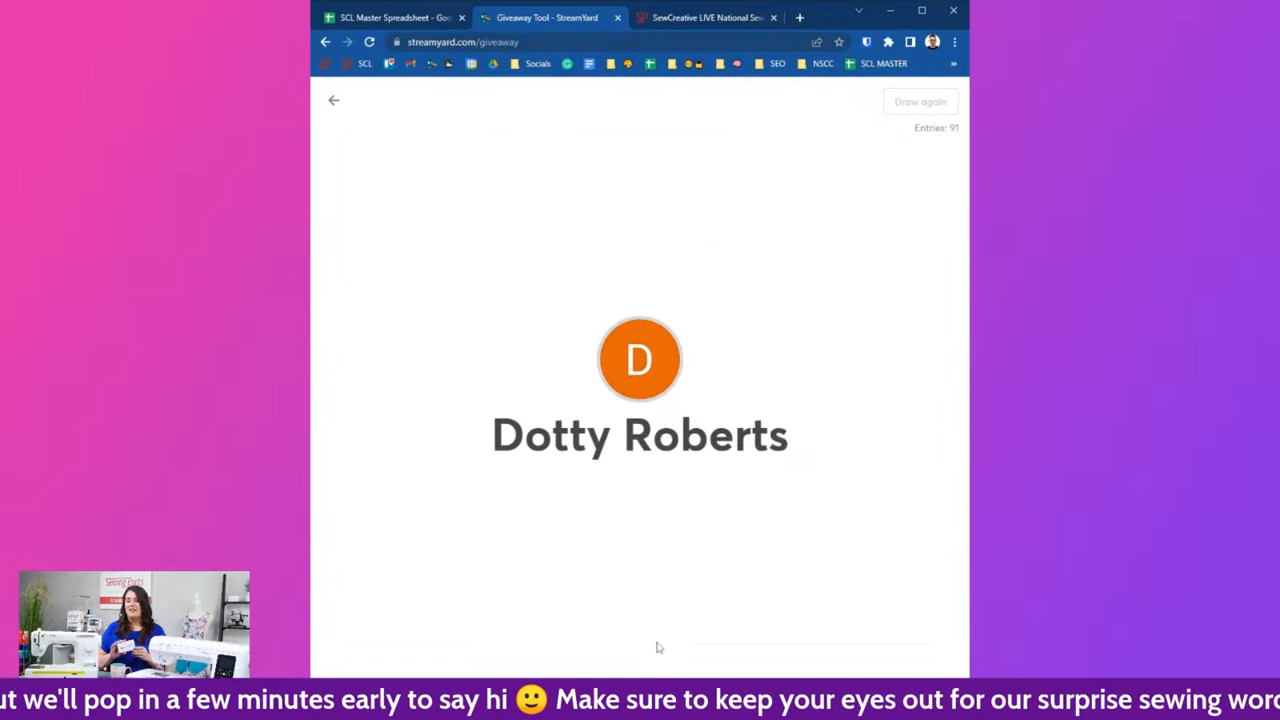 SCL Master Spreadsheet - Goo
Giveaway Tool - StreamYard
SewCreative LIVE National Sew
streamyard.com/giveaway
SCL
Socials
SEO
NSCC
SCL MASTER
»
Draw again
Entries: 91
D
Dotty Roberts
Sewing Parts
ut we'll pop in a few minutes early to say hi 🙂 Make sure to keep your eyes out for our surprise sewing word